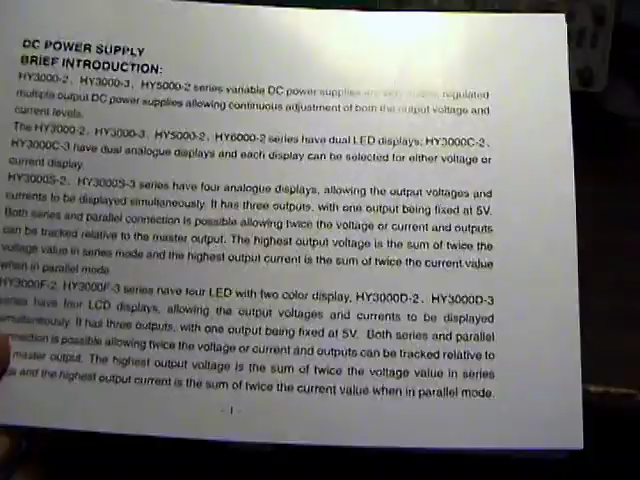 DC POWER SUPPLY
BRIEF INTRODUCTION:
HY3000-2、HY3000-3、HY5000-2 series variable DC power supplies regulated
multiple output DC power supplies allowing continuous adjustment of both the output voltage and
current levels.
The HY3000-2、HY3000-3、HY5000-2、HY6000-2 series have dual LED displays, HY3000C-2、
HY3000C-3 have dual analogue displays and each display can be selected for either voltage or
current display
HY3000S-2、HY3000S-3 series have four analogue displays, allowing the output voltages and
currents to be displayed simultaneously. It has three outputs, with one output being fixed at 5V.
Both series and parallel connection is possible allowing twice the voltage or current and outputs
can be tracked relative to the master output. The highest output voltage is the sum of twice the
voltage value in series mode and the highest output current is the sum of twice the current value
when in parallel mode
HY3000F-2, HY3000F-3 series have four LED with two color display, HY3000D-2、HY3000D-3
series have four LCD displays, allowing the output voltages and currents to be displayed
simultaneously. It has three outputs, with one output being fixed at 5V. Both series and parallel
is possible allowing twice the voltage or current and outputs can be tracked relative to
master output. The highest output voltage is the sum of twice the voltage value in series
and the highest output current is the sum of twice the current value when in parallel mode.
- 1 -